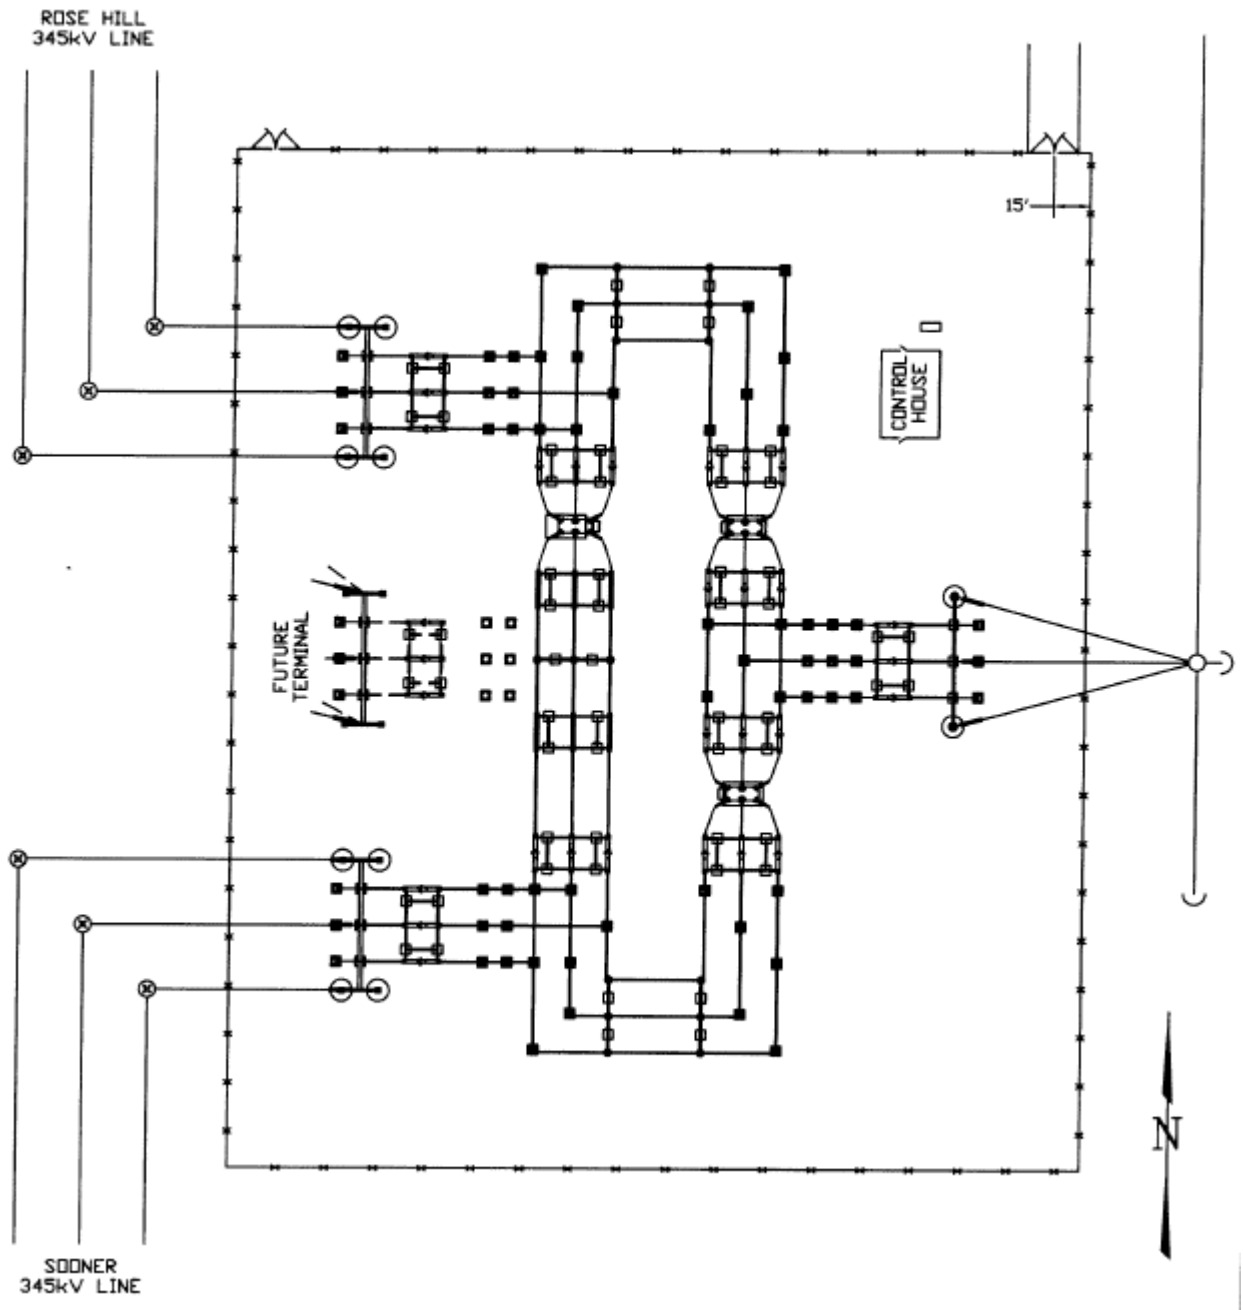 ROSE HILL
345kV LINE
15'
CONTROL
HOUSE
FUTURE
TERMINAL
N
SOONER
345kV LINE